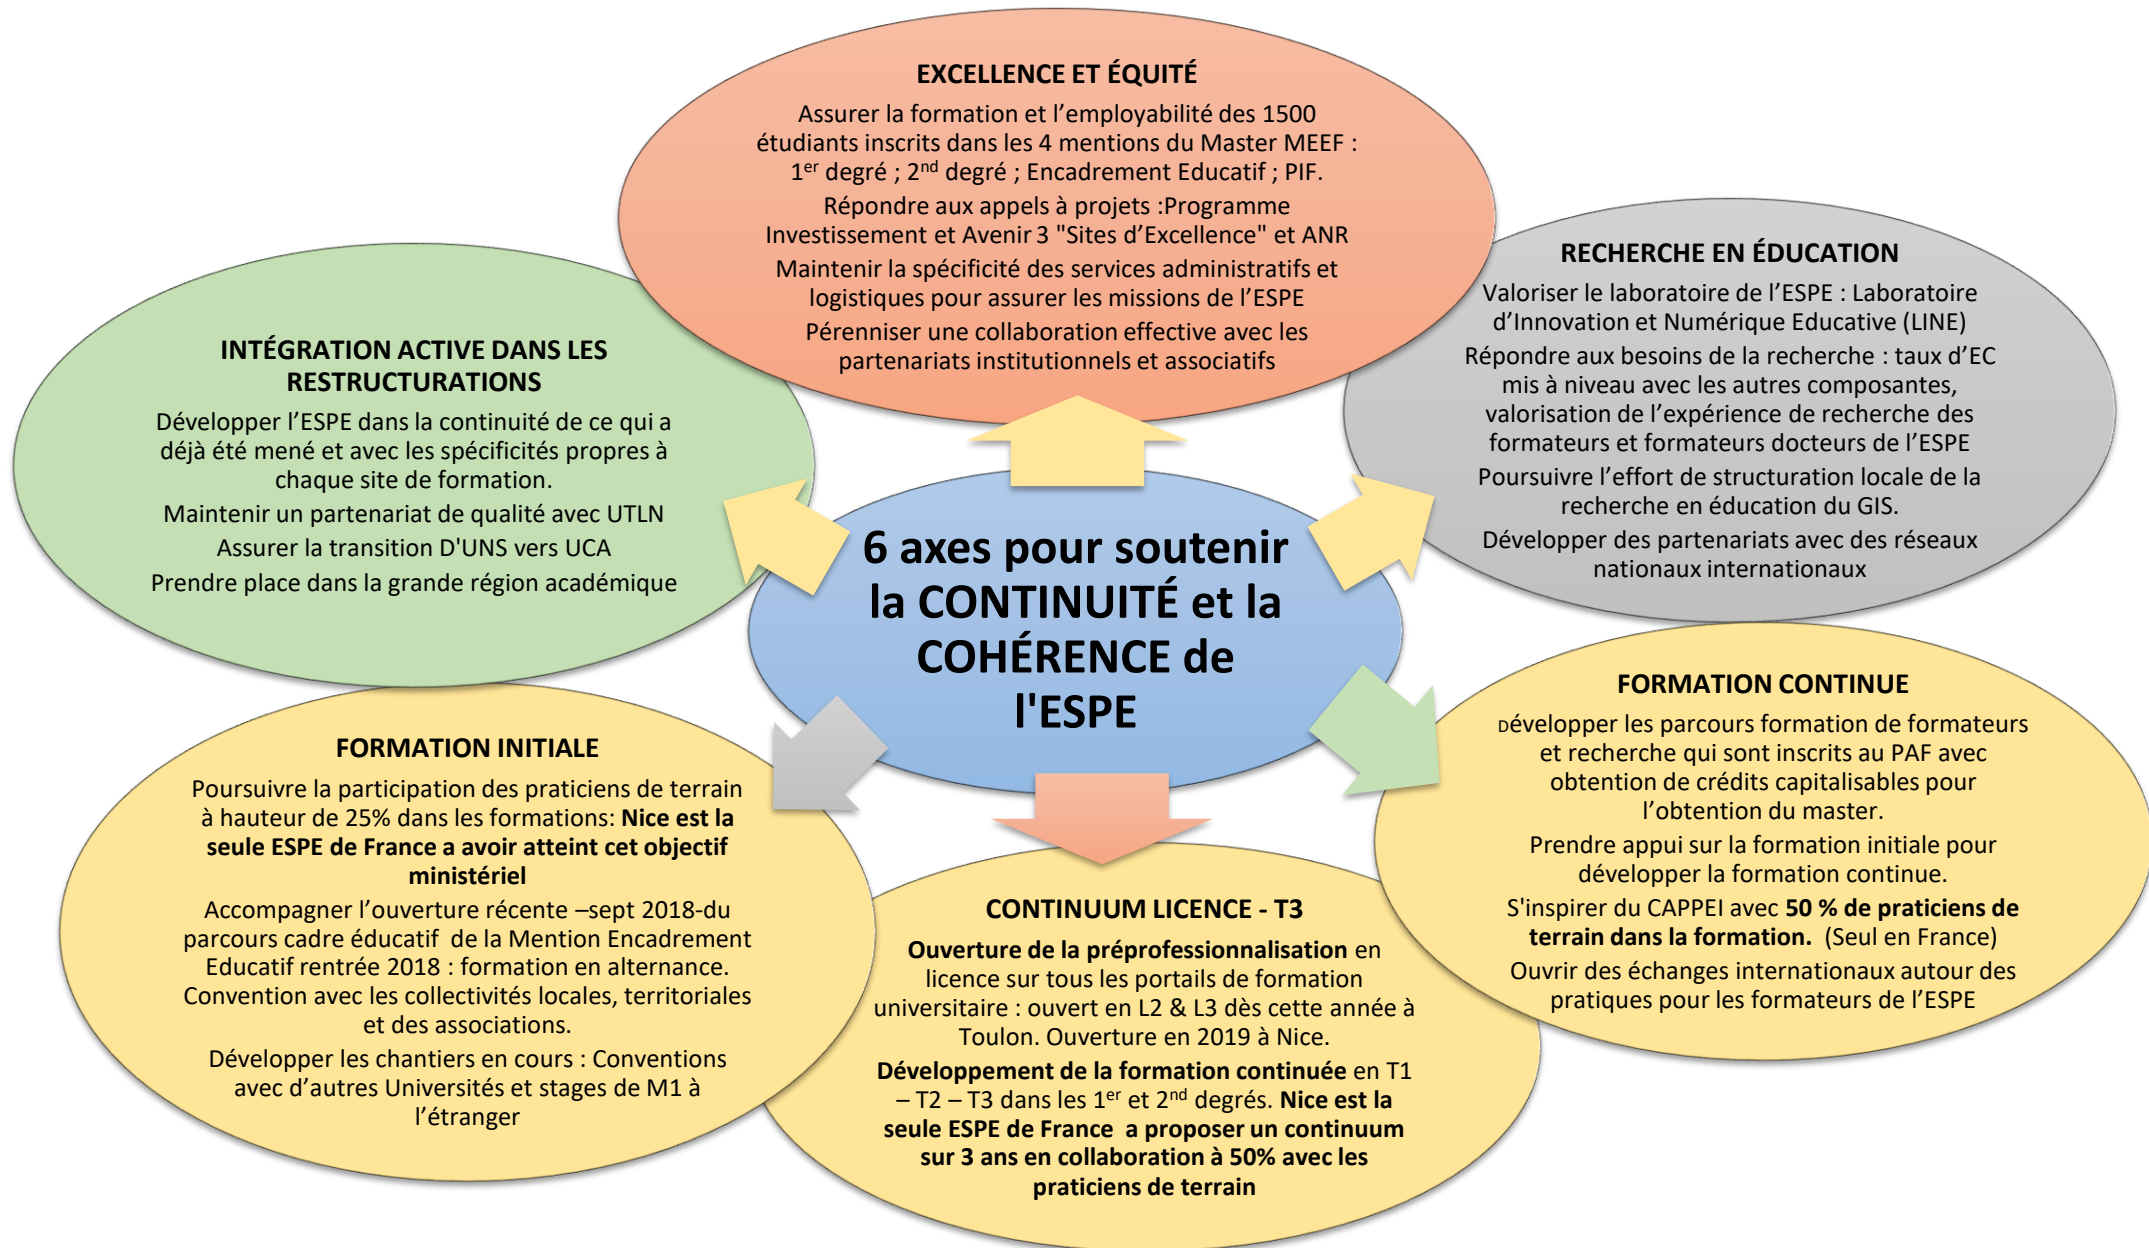 EXCELLENCE ET ÉQUITÉ
Assurer la formation et l’employabilité des 1500
étudiants inscrits dans les 4 mentions du Master MEEF :
1er degré ; 2nd degré ; Encadrement Educatif ; PIF.
Répondre aux appels à projets :Programme
Investissement et Avenir 3 "Sites d’Excellence" et ANR
Maintenir la spécificité des services administratifs et
logistiques pour assurer les missions de l’ESPE
Pérenniser une collaboration effective avec les
partenariats institutionnels et associatifs
RECHERCHE EN ÉDUCATION
Valoriser le laboratoire de l’ESPE : Laboratoire
d’Innovation et Numérique Educative (LINE)
Répondre aux besoins de la recherche : taux d’EC
mis à niveau avec les autres composantes,
valorisation de l’expérience de recherche des
formateurs et formateurs docteurs de l’ESPE
Poursuivre l’effort de structuration locale de la
recherche en éducation du GIS.
Développer des partenariats avec des réseaux
nationaux internationaux
INTÉGRATION ACTIVE DANS LES
RESTRUCTURATIONS
Développer l’ESPE dans la continuité de ce qui a
déjà été mené et avec les spécificités propres à
chaque site de formation.
Maintenir un partenariat de qualité avec UTLN
Assurer la transition D'UNS vers UCA
Prendre place dans la grande région académique
6 axes pour soutenir
la CONTINUITÉ et la
COHÉRENCE de
l'ESPE
FORMATION CONTINUE
Développer les parcours formation de formateurs
et recherche qui sont inscrits au PAF avec
obtention de crédits capitalisables pour
l’obtention du master.
Prendre appui sur la formation initiale pour
développer la formation continue.
S'inspirer du CAPPEI avec 50 % de praticiens de
terrain dans la formation. (Seul en France)
Ouvrir des échanges internationaux autour des
pratiques pour les formateurs de l’ESPE
FORMATION INITIALE
Poursuivre la participation des praticiens de terrain
à hauteur de 25% dans les formations: Nice est la
seule ESPE de France a avoir atteint cet objectif
ministériel
Accompagner l’ouverture récente –sept 2018-du
parcours cadre éducatif de la Mention Encadrement
Educatif rentrée 2018 : formation en alternance.
Convention avec les collectivités locales, territoriales
et des associations.
Développer les chantiers en cours : Conventions
avec d’autres Universités et stages de M1 à
l’étranger
CONTINUUM LICENCE - T3
Ouverture de la préprofessionnalisation en
licence sur tous les portails de formation
universitaire : ouvert en L2 & L3 dès cette année à
Toulon. Ouverture en 2019 à Nice.
Développement de la formation continuée en T1
– T2 – T3 dans les 1er et 2nd degrés. Nice est la
seule ESPE de France a proposer un continuum
sur 3 ans en collaboration à 50% avec les
praticiens de terrain